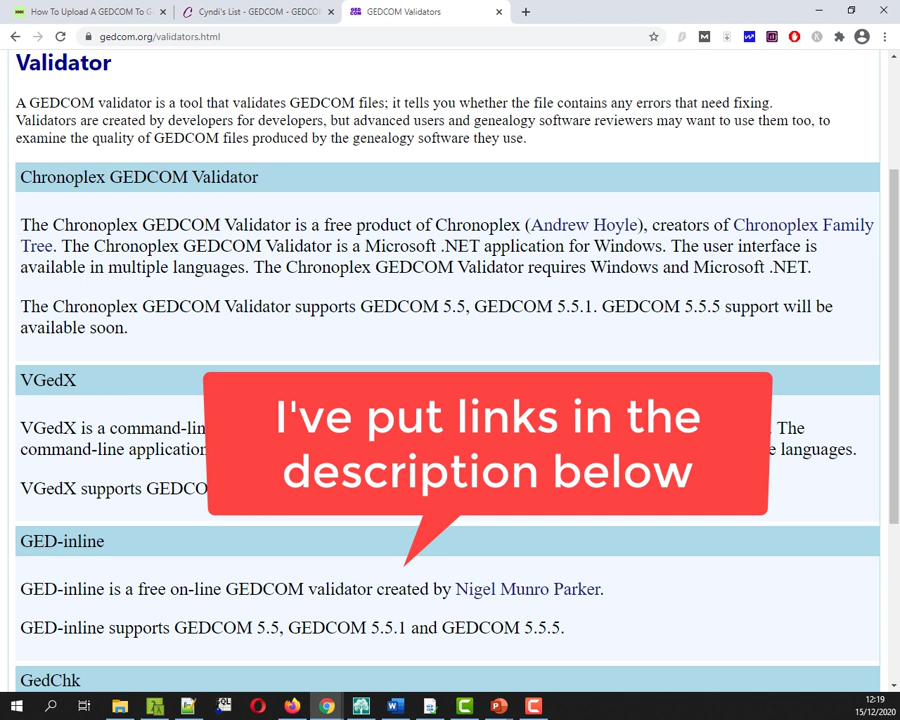 How To Upload A GEDCOM To G
Cyndi's List - GEDCOM - GEDCO
GEDCOM Validators
gedcom.org/validators.html
Validator
A GEDCOM validator is a tool that validates GEDCOM files; it tells you whether the file contains any errors that need fixing.
Validators are created by developers for developers, but advanced users and genealogy software reviewers may want to use them too, to
examine the quality of GEDCOM files produced by the genealogy software they use.
Chronoplex GEDCOM Validator
The Chronoplex GEDCOM Validator is a free product of Chronoplex (Andrew Hoyle), creators of Chronoplex Family
Tree. The Chronoplex GEDCOM Validator is a Microsoft .NET application for Windows. The user interface is
available in multiple languages. The Chronoplex GEDCOM Validator requires Windows and Microsoft .NET.
The Chronoplex GEDCOM Validator supports GEDCOM 5.5, GEDCOM 5.5.1. GEDCOM 5.5.5 support will be
available soon.
VGedX
VGedX is a command-lin The
command-line application e languages.
VGedX supports GEDCO
I've put links in the
description below
GED-inline
GED-inline is a free on-line GEDCOM validator created by Nigel Munro Parker.
GED-inline supports GEDCOM 5.5, GEDCOM 5.5.1 and GEDCOM 5.5.5.
GedChk
12:19
15/12/2020